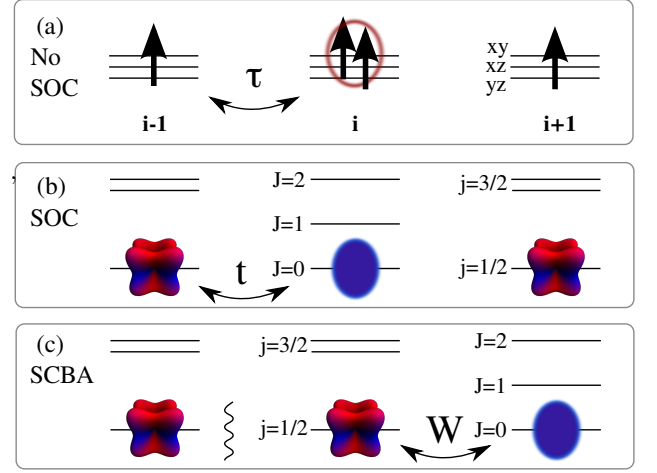 (a)
No
SOC
τ
xy
xz
yz
i-1
i
i+1
,
(b)
SOC
J=2
J=1
J=0
j=3/2
j=1/2
t
(c)
SCBA
j=3/2
j=1/2
W
J=2
J=1
J=0